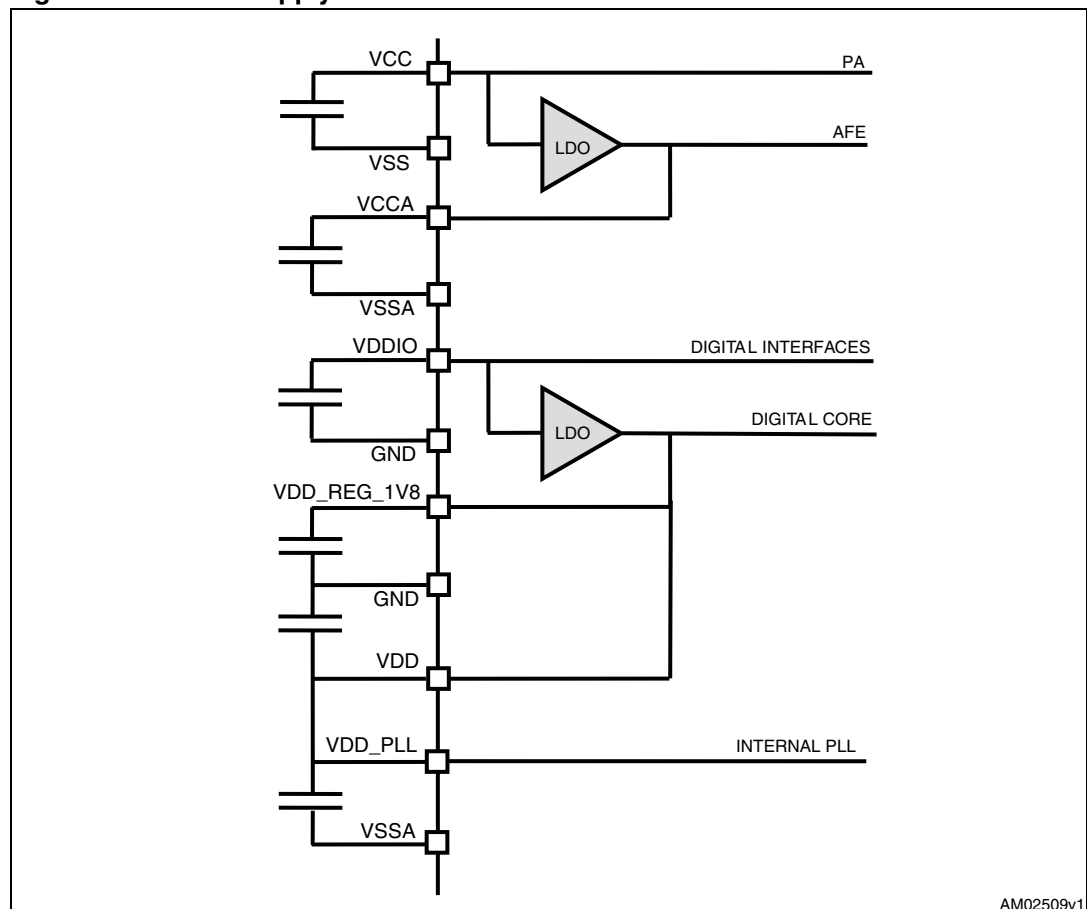 VCC
PA
LDO
AFE
VSS
VCCA
VSSA
VDDIO
DIGITAL INTERFACES
LDO
DIGITAL CORE
GND
VDD_REG_1V8
GND
VDD
VDD_PLL
INTERNAL PLL
VSSA
AM02509v1